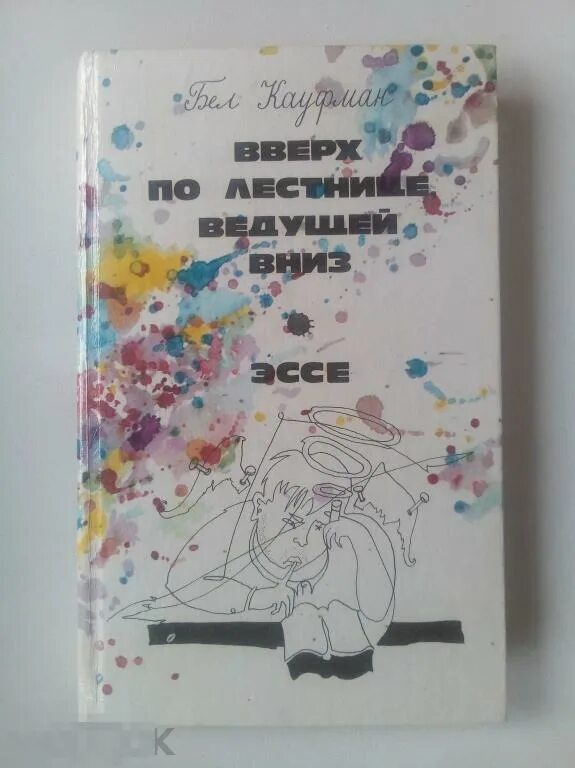 Бел Кауфман
ВВЕРХ
ПО ЛЕСТНИЦЕ
ВЕДУЩЕЙ
ВНИЗ
ЭССЕ